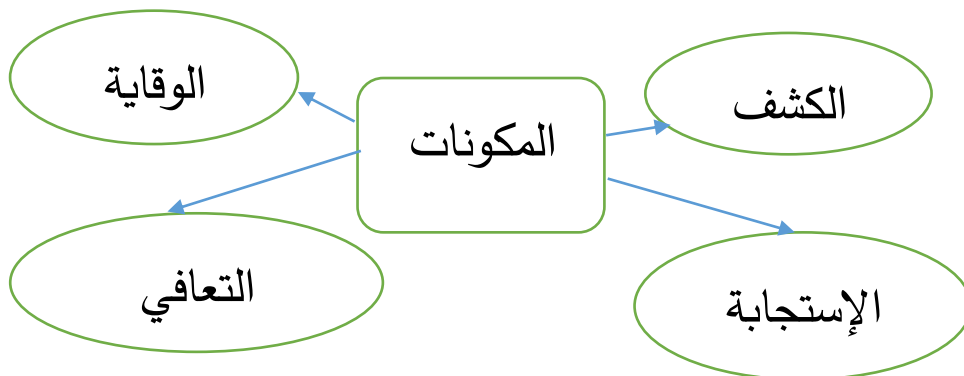 الكشف
الوقاية
المكونات
التعافي
الإستجابة